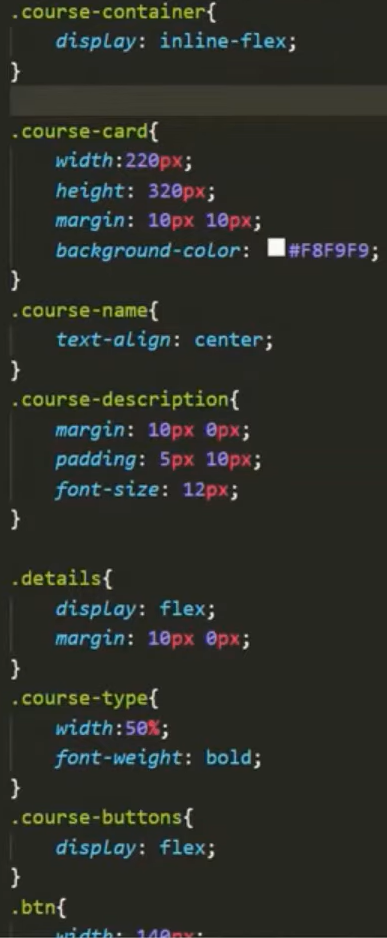 .course-container{
display: inline-flex;
}
.course-card{
width:220px;
height: 320px;
margin: 10px 10px;
background-color: #F8F9F9;
}
.course-name{
text-align: center;
}
.course-description{
margin: 10px 0px;
padding: 5px 10px;
font-size: 12px;
}
.details{
display: flex;
margin: 10px 0px;
}
.course-type{
width:50%;
font-weight: bold;
}
.course-buttons{
display: flex;
}
.btn{
width: 140px;